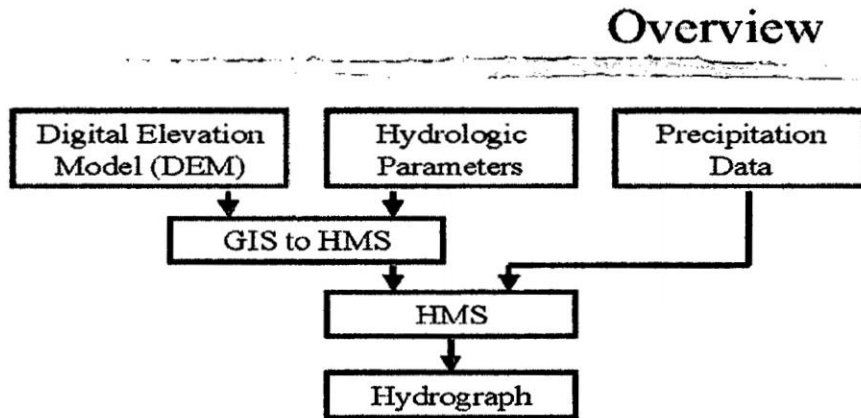 Overview
Digital Elevation
Model (DEM)
Hydrologic
Parameters
Precipitation
Data
GIS to HMS
HMS
Hydrograph